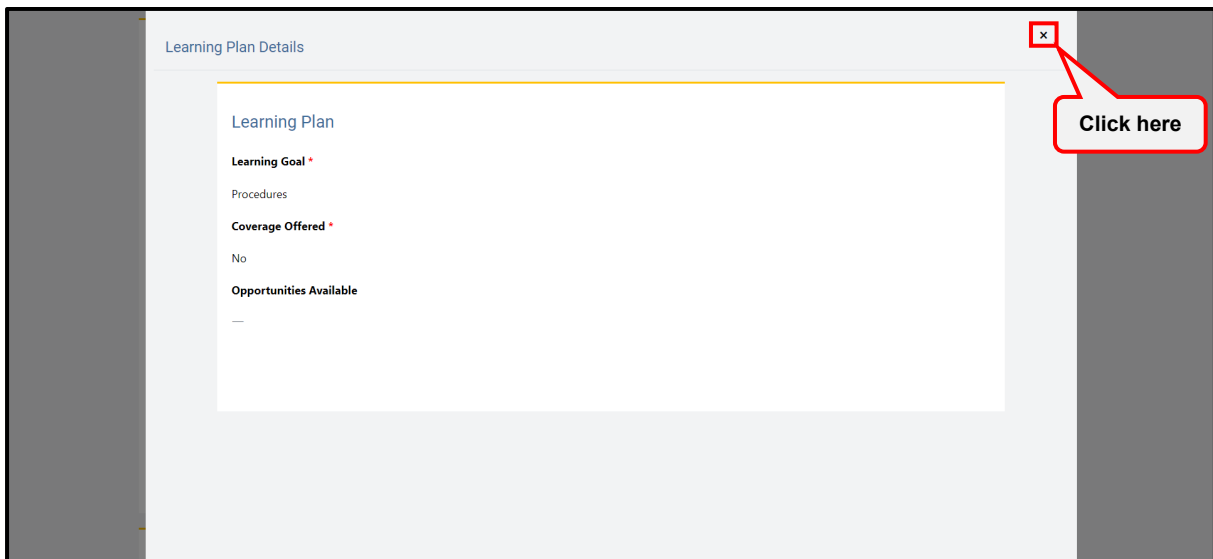 Learning Plan Details
×
Click here
Learning Plan
Learning Goal *
Procedures
Coverage Offered *
No
Opportunities Available
—